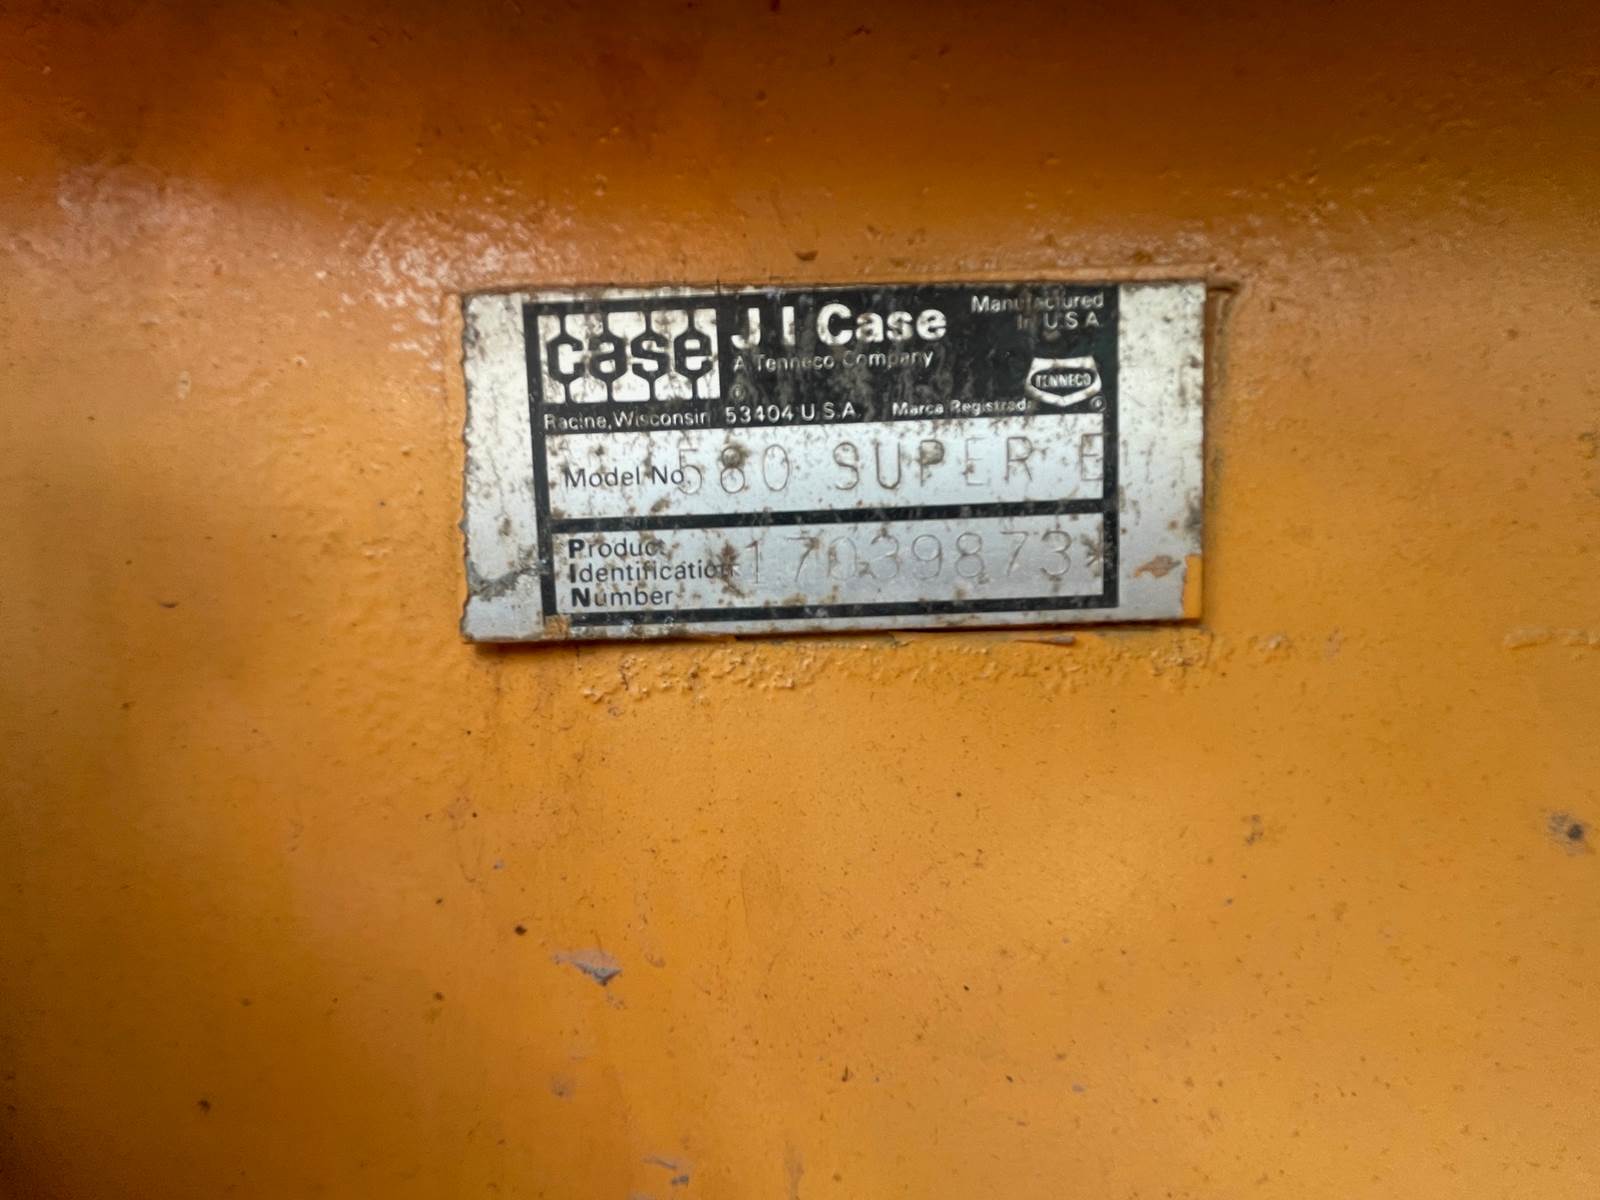 case
J I Case
Manufactured
In U.S.A.
A Tenneco Company
TENNECO
Racine, Wisconsin 53404 U.S.A.
Marca Registrada
Model No. 580 SUPER E
Product
Identification *17039873*
Number